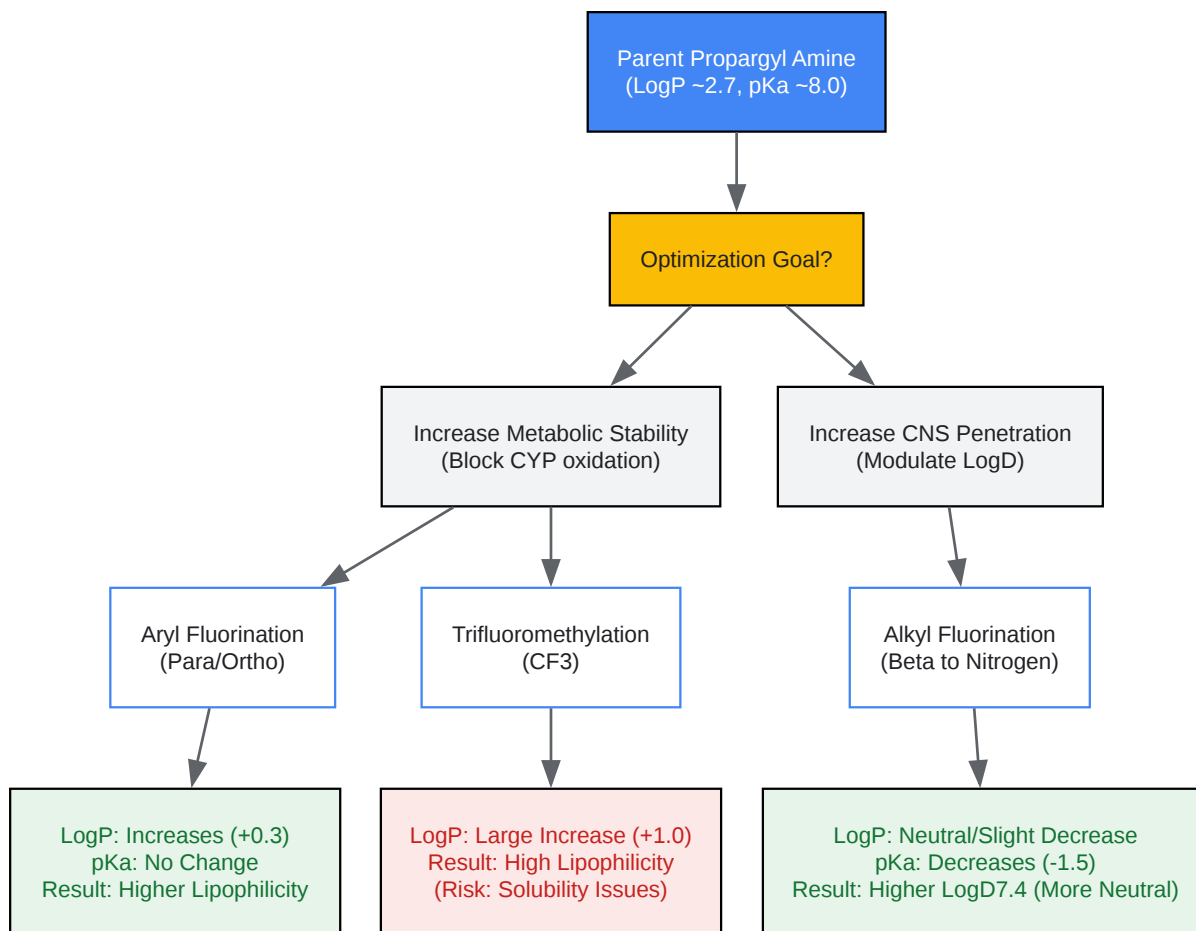 Parent Propargyl Amine
(LogP ~2.7, pKa ~8.0)
Optimization Goal?
Increase Metabolic Stability
(Block CYP oxidation)
Increase CNS Penetration
(Modulate LogD)
Aryl Fluorination
(Para/Ortho)
Trifluoromethylation
(CF3)
Alkyl Fluorination
(Beta to Nitrogen)
LogP: Increases (+0.3)
pKa: No Change
Result: Higher Lipophilicity
LogP: Large Increase (+1.0)
Result: High Lipophilicity
(Risk: Solubility Issues)
LogP: Neutral/Slight Decrease
pKa: Decreases (-1.5)
Result: Higher LogD7.4 (More Neutral)